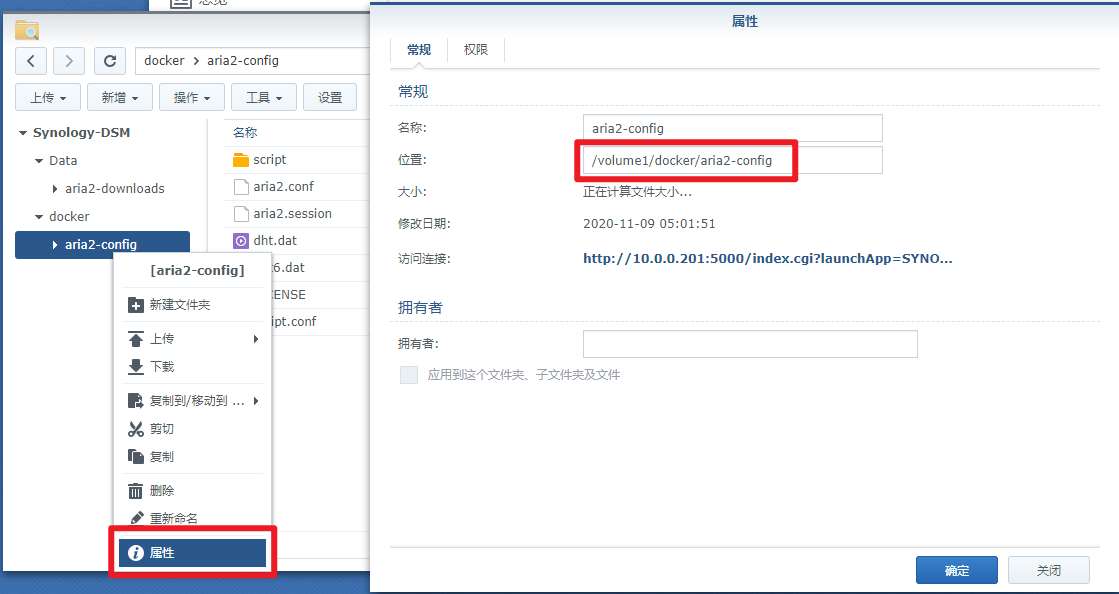 总览
docker > aria2-config
上传
新增
操作
工具
设置
Synology-DSM
Data
aria2-downloads
docker
aria2-config
名称
script
aria2.conf
aria2.session
dht.dat
t6.dat
CENSE
ipt.conf
[aria2-config]
新建文件夹
上传
下载
复制到/移动到 ...
剪切
复制
删除
重新命名
属性
属性
常规
权限
常规
名称:
aria2-config
位置:
/volume1/docker/aria2-config
大小:
正在计算文件大小...
修改日期:
2020-11-09 05:01:51
访问连接:
http://10.0.0.201:5000/index.cgi?launchApp=SYNO...
拥有者
拥有者:
应用到这个文件夹、子文件夹及文件
确定
关闭